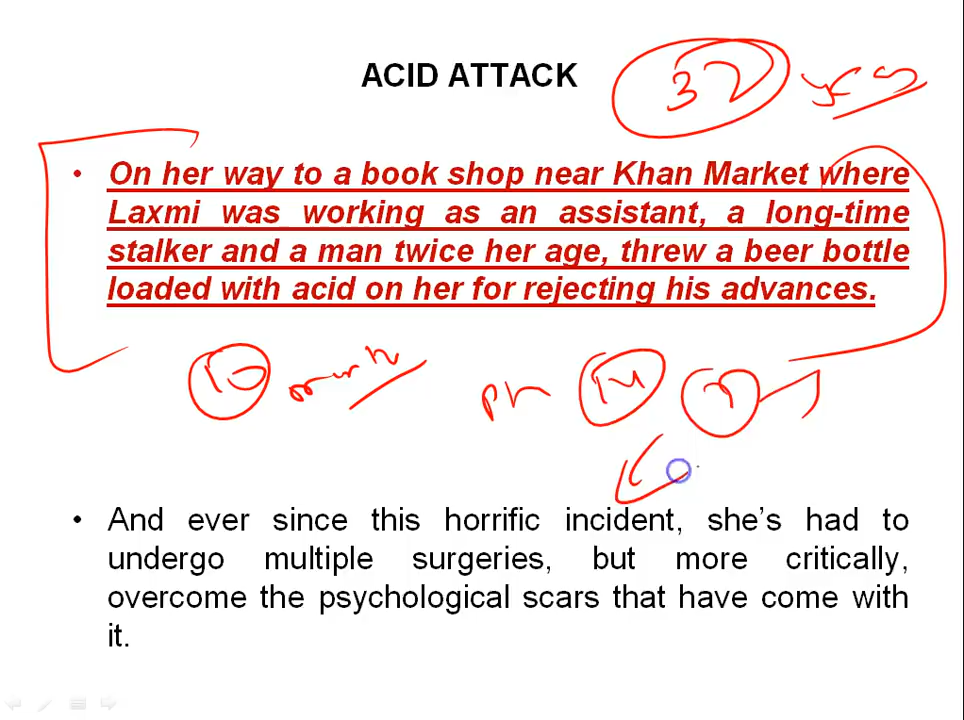 ACID ATTACK
32
• On her way to a book shop near Khan Market where
Laxmi was working as an assistant, a long-time
stalker and a man twice her age, threw a beer bottle
loaded with acid on her for rejecting his advances.
10
ph 14
• And ever since this horrific incident, she’s had to
undergo multiple surgeries, but more critically,
overcome the psychological scars that have come with
it.